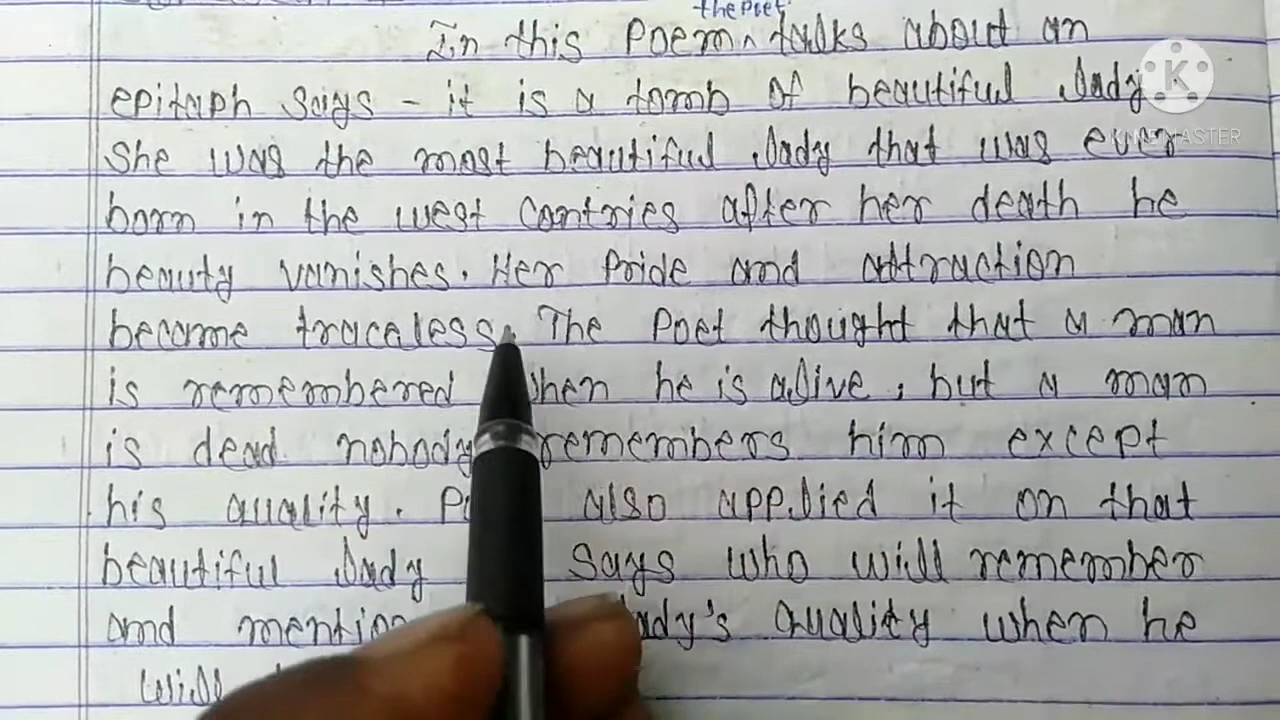 the Poet
In this Poem ^ talks about an
epitaph says - it is a tomb of beautiful lady
KINEMASTER
She was the most beautiful lady that was ever
born in the west contries after her death he
beauty vanishes. Her Pride and attraction
become traceless. The Poet thought that a man
is remembered when he is alive, but a man
is dead nobody remembers him except
his quality. also applied it on that
beautiful lady says who will remember
and mention lady's quality when he
will